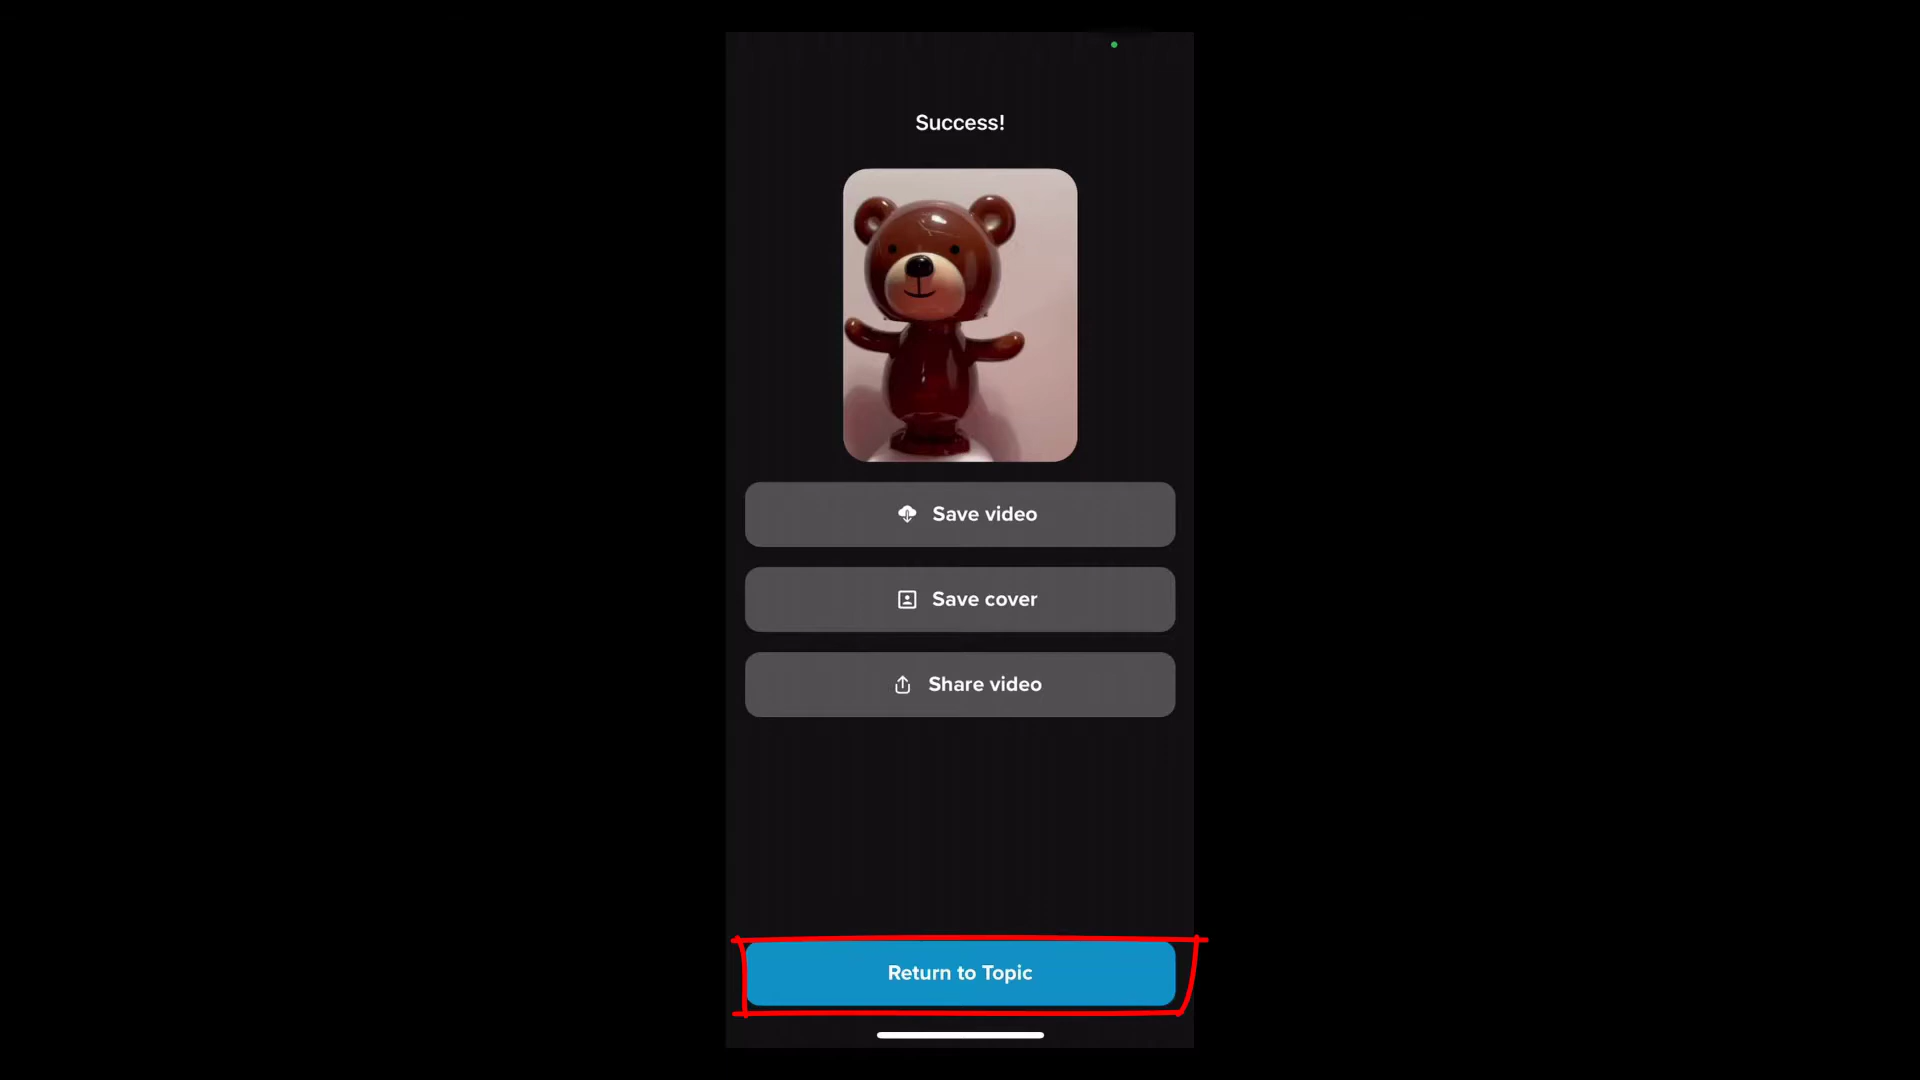 Success!
Save video
Save cover
Share video
Return to Topic